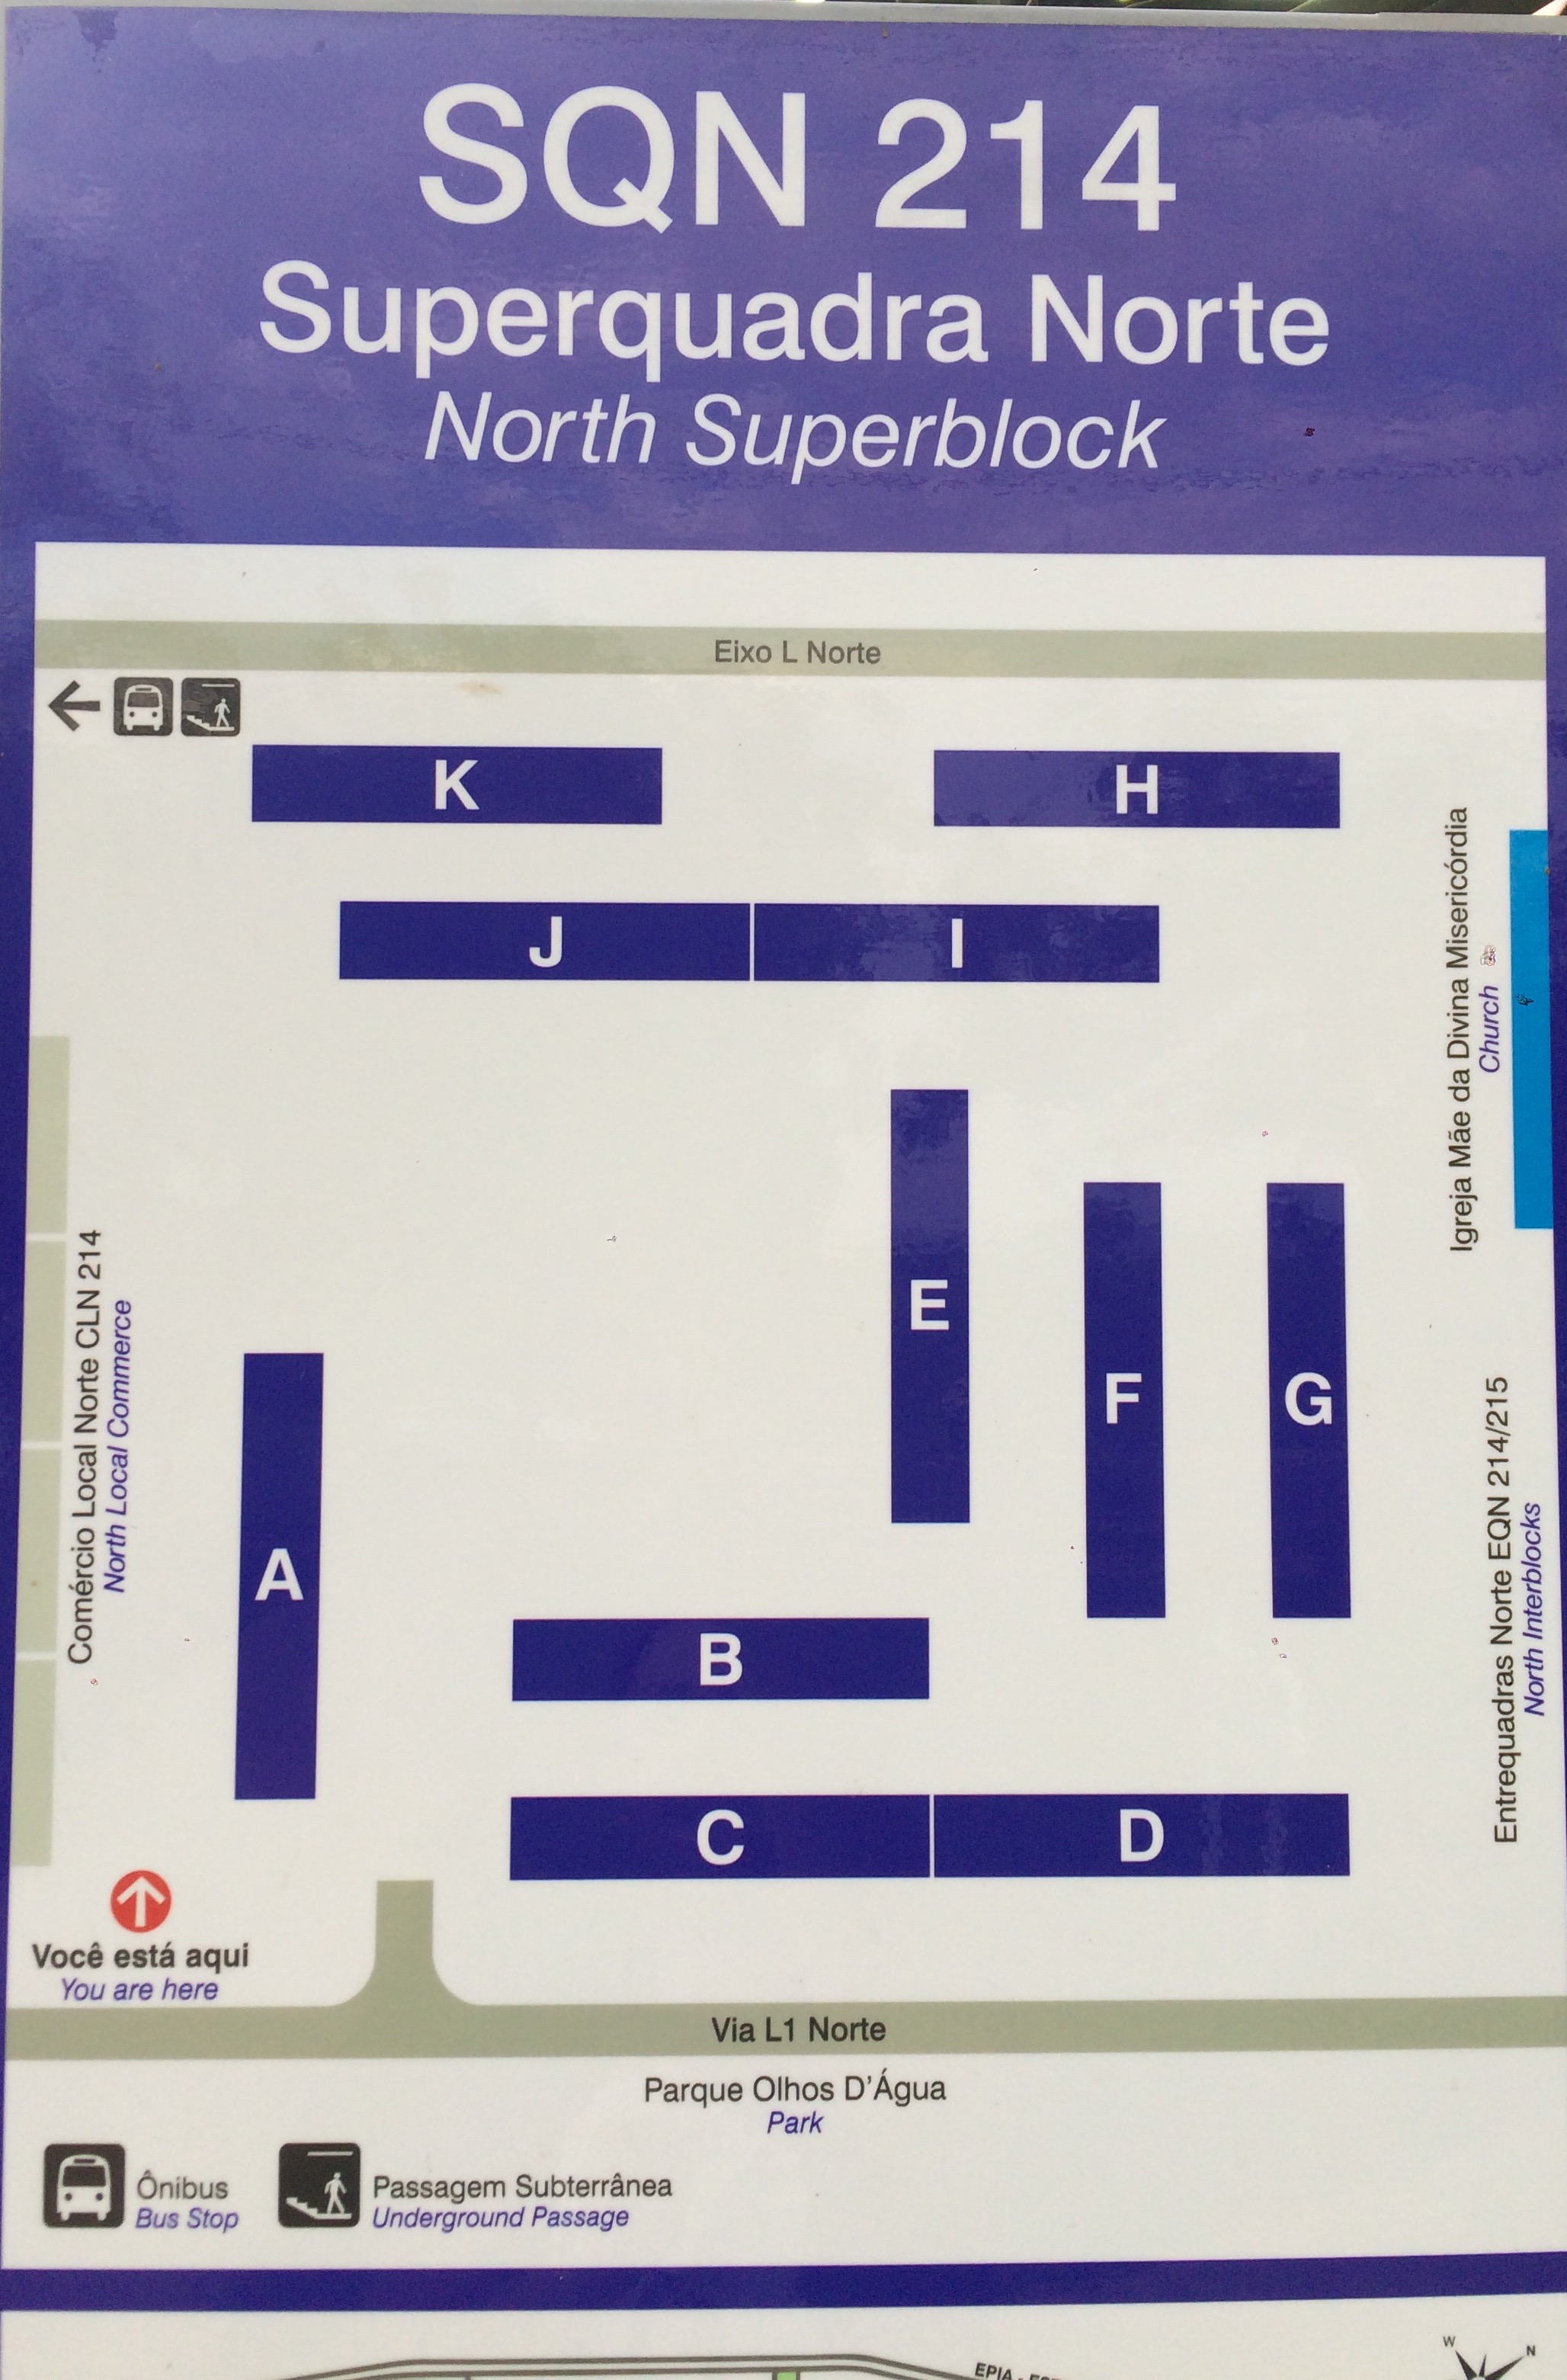 SQN 214
Superquadra Norte
North Superblock
Eixo L Norte
K
H
J
I
Igreja Mãe da Divina Misericórdia
Church
E
F
G
Comércio Local Norte CLN 214
North Local Commerce
A
Entrequadras Norte EQN 214/215
North Interblocks
B
C
D
Você está aqui
You are here
Via L1 Norte
Parque Olhos D'Água
Park
Ônibus
Bus Stop
Passagem Subterrânea
Underground Passage
W
N
EPIA -